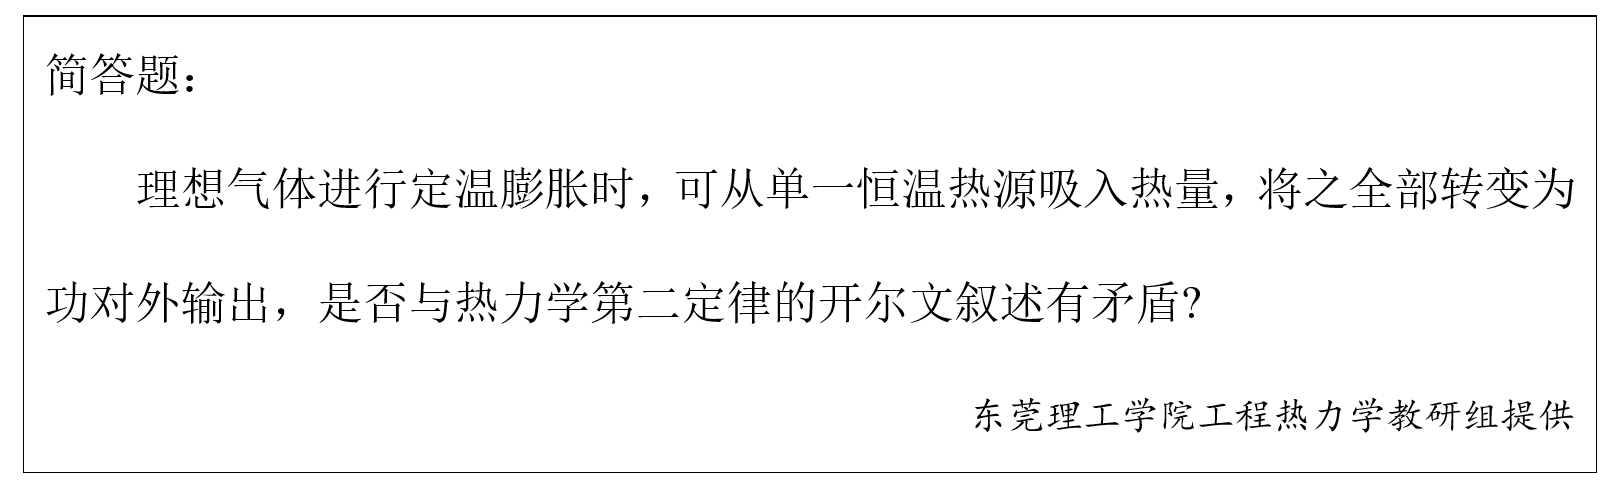 简答题：
理想气体进行定温膨胀时，可从单一恒温热源吸入热量，将之全部转变为
功对外输出，是否与热力学第二定律的开尔文叙述有矛盾?
东莞理工学院工程热力学教研组提供